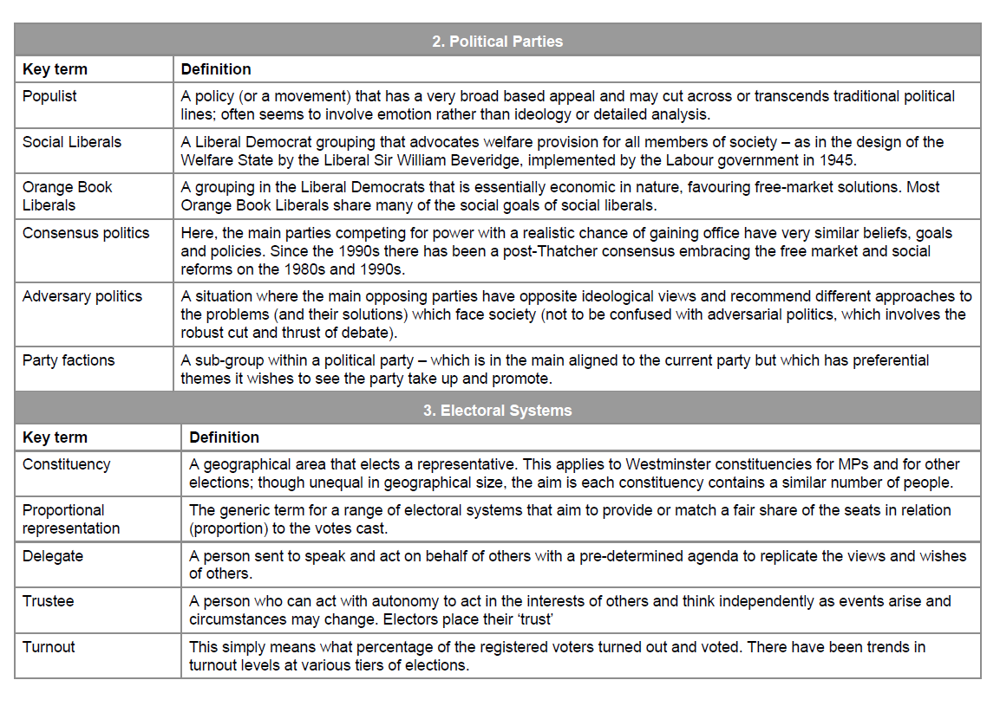 2. Political Parties
Key term Definition
Populist A policy (or a movement) that has a very broad based appeal and may cut across or transcends traditional political
lines; often seems to involve emotion rather than ideology or detailed analysis.
Social Liberals A Liberal Democrat grouping that advocates welfare provision for all members of society – as in the design of the
Welfare State by the Liberal Sir William Beveridge, implemented by the Labour government in 1945.
Orange Book A grouping in the Liberal Democrats that is essentially economic in nature, favouring free-market solutions. Most
Liberals Orange Book Liberals share many of the social goals of social liberals.
Consensus politics Here, the main parties competing for power with a realistic chance of gaining office have very similar beliefs, goals
and policies. Since the 1990s there has been a post-Thatcher consensus embracing the free market and social
reforms on the 1980s and 1990s.
Adversary politics A situation where the main opposing parties have opposite ideological views and recommend different approaches to
the problems (and their solutions) which face society (not to be confused with adversarial politics, which involves the
robust cut and thrust of debate).
Party factions A sub-group within a political party – which is in the main aligned to the current party but which has preferential
themes it wishes to see the party take up and promote.
3. Electoral Systems
Key term Definition
Constituency A geographical area that elects a representative. This applies to Westminster constituencies for MPs and for other
elections; though unequal in geographical size, the aim is each constituency contains a similar number of people.
Proportional The generic term for a range of electoral systems that aim to provide or match a fair share of the seats in relation
representation (proportion) to the votes cast.
Delegate A person sent to speak and act on behalf of others with a pre-determined agenda to replicate the views and wishes
of others.
Trustee A person who can act with autonomy to act in the interests of others and think independently as events arise and
circumstances may change. Electors place their ‘trust’
Turnout This simply means what percentage of the registered voters turned out and voted. There have been trends in
turnout levels at various tiers of elections.